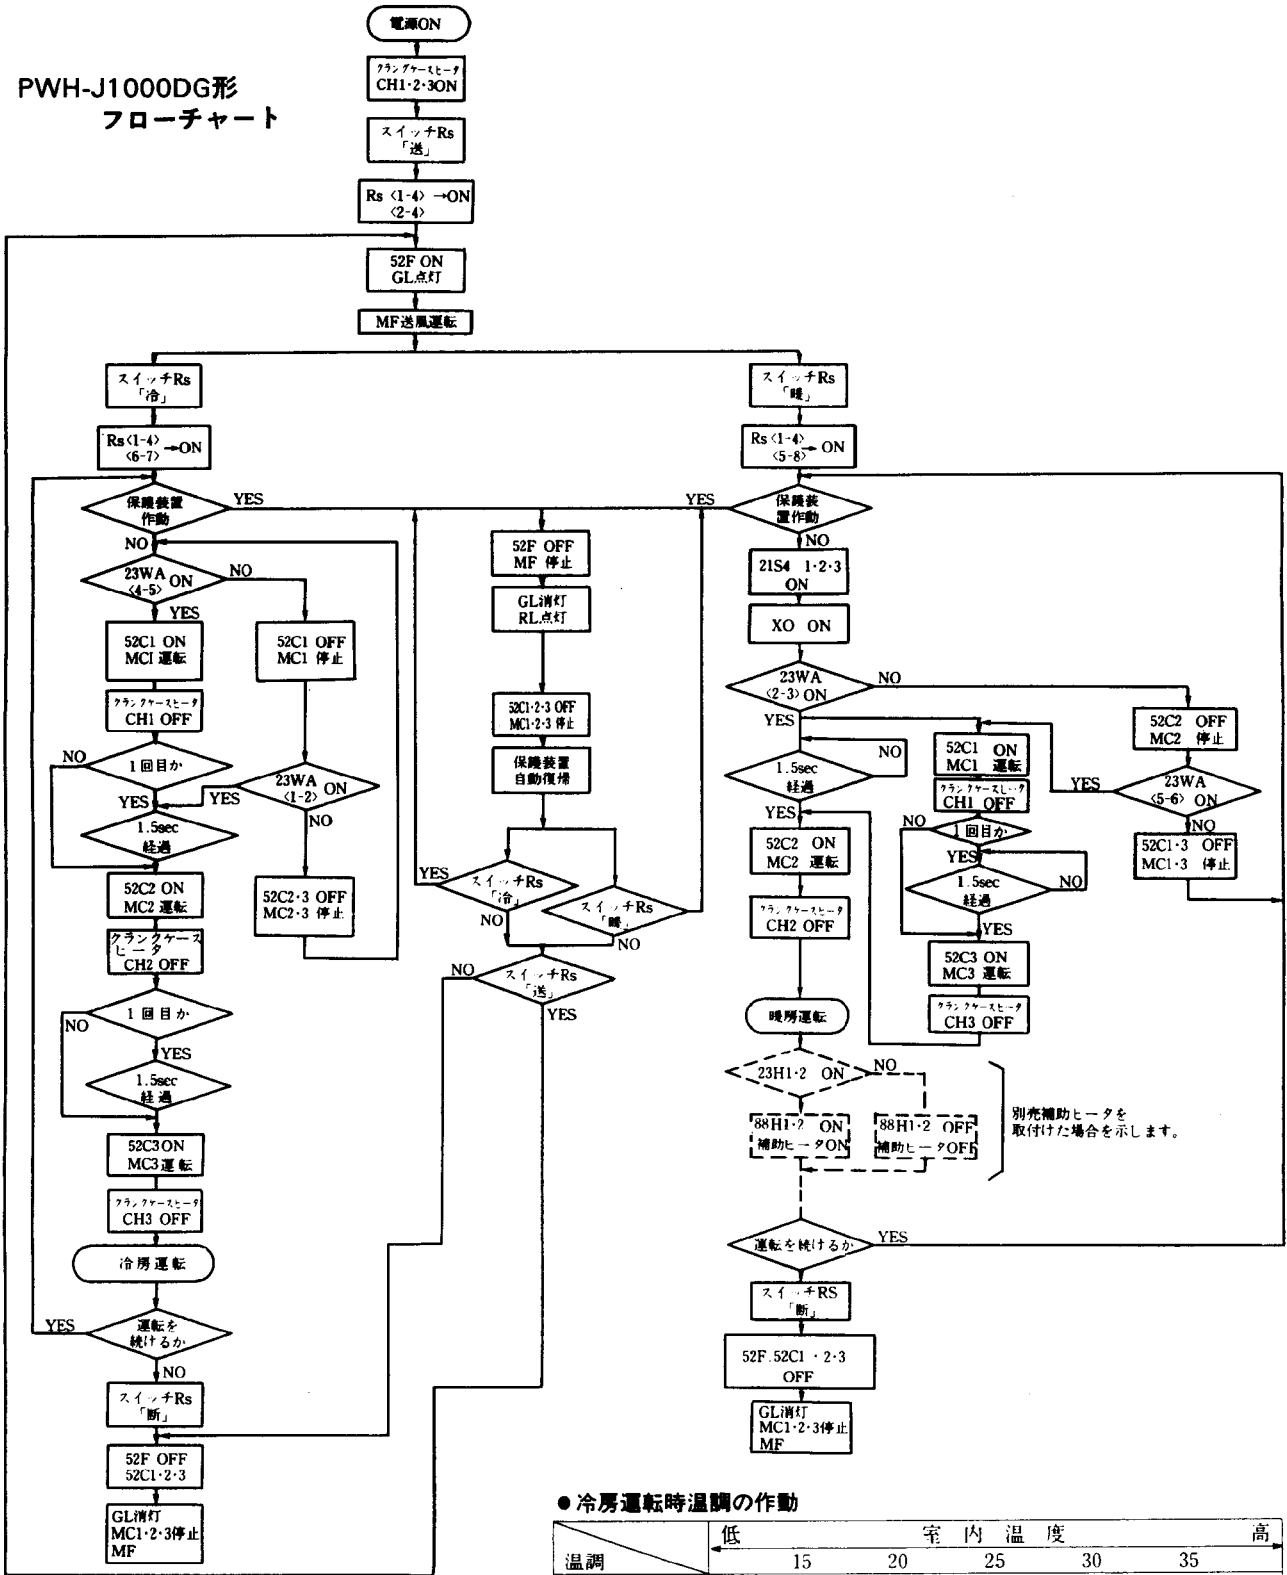 PWH-J1000DG形
フローチャート
電源ON
クランクケースヒータ
CH1・2・3ON
スイッチRs
「送」
Rs〈1-4〉→ON
〈2-4〉
52F ON
GL点灯
MF送風運転
スイッチRs
「冷」
Rs〈1-4〉→ON
〈6-7〉
保護装置
作動
YES
NO
23WA ON
〈4-5〉
NO
YES
52C1 ON
MC1運転
クランクケースヒータ
CH1 OFF
52C1 OFF
MC1 停止
1回目か
NO
YES
23WA ON
〈1-2〉
YES
NO
1.5sec
経過
52C2 ON
MC2 運転
52C2・3 OFF
MC2・3 停止
クランクケース
ヒータ
CH2 OFF
1回目か
NO
YES
1.5sec
経過
52C3 ON
MC3運転
クランクケースヒータ
CH3 OFF
冷房運転
運転を
続けるか
YES
NO
スイッチRs
「断」
52F OFF
52C1・2・3
GL消灯
MC1・2・3停止
MF
52F OFF
MF 停止
GL消灯
RL点灯
52C1・2・3 OFF
MC1・2・3 停止
保護装置
自動復帰
スイッチRs
「冷」
YES
NO
スイッチRs
「暖」
NO
スイッチRs
「送」
NO
YES
スイッチRs
「暖」
Rs〈1-4〉→ ON
〈5-8〉
保護装
置作動
YES
NO
21S4 1・2・3
ON
XO ON
23WA
〈2-3〉ON
NO
YES
1.5sec
経過
NO
YES
52C2 ON
MC2 運転
クランクケースヒータ
CH2 OFF
52C1 ON
MC1 運転
クランクケースヒータ
CH1 OFF
1回目か
NO
YES
1.5sec
経過
NO
YES
52C3 ON
MC3 運転
クランクケースヒータ
CH3 OFF
52C2 OFF
MC2 停止
23WA
〈5-6〉ON
YES
NO
52C1・3 OFF
MC1・3 停止
暖房運転
23H1・2 ON
NO
88H1・2 ON
補助ヒータON
88H1・2 OFF
補助ヒータOFF
別売補助ヒータを
取付けた場合を示します。
運転を続けるか
YES
スイッチRS
「断」
52F.52C1・2・3
OFF
GL消灯
MC1・2・3停止
MF
●冷房運転時温調の作動
低 室内温度 高
温調 15 20 25 30 35